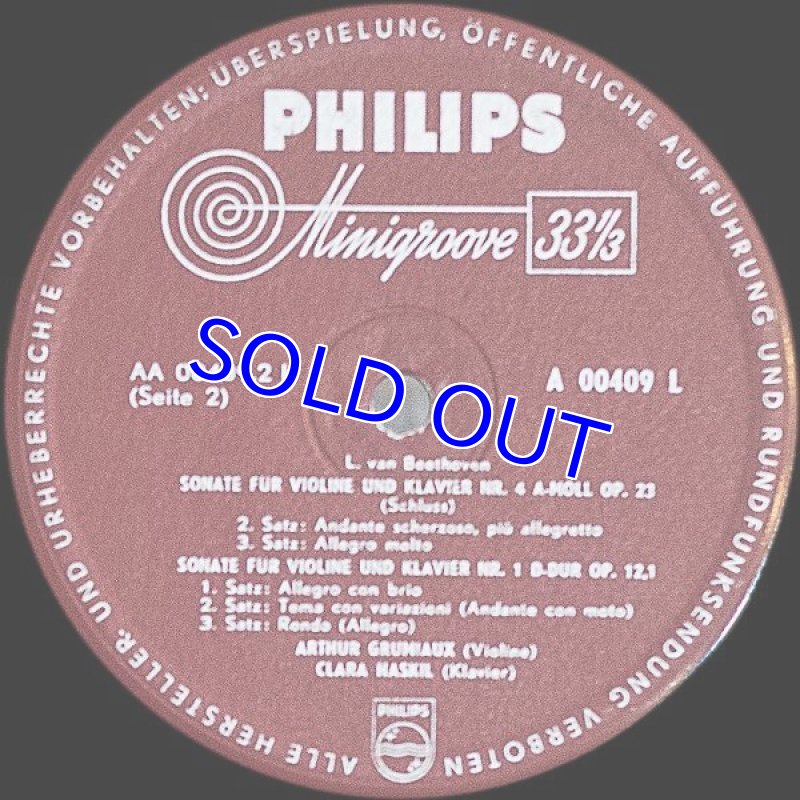 ALLE HERSTELLER- UND URHEBERRECHTE VORBEHALTEN; ÜBERSPIELUNG, ÖFFENTLICHE AUFFÜHRUNG UND RUNDFUNKSENDUNG VERBOTEN
PHILIPS
Minigroove 33⅓
SOLD OUT
AA
(Seite 2)
A 00409 L
L. van Beethoven
SONATE FÜR VIOLINE UND KLAVIER NR. 4 A-MOLL OP. 23
(Schluss)
2. Satz: Andante scherzoso, più allegretto
3. Satz: Allegro molto
SONATE FÜR VIOLINE UND KLAVIER NR. 1 D-DUR OP. 12,1
1. Satz: Allegro con brio
2. Satz: Tema con variazioni (Andante con moto)
3. Satz: Rondo (Allegro)
ARTHUR GRUMIAUX (Violine)
CLARA HASKIL (Klavier)
PHILIPS